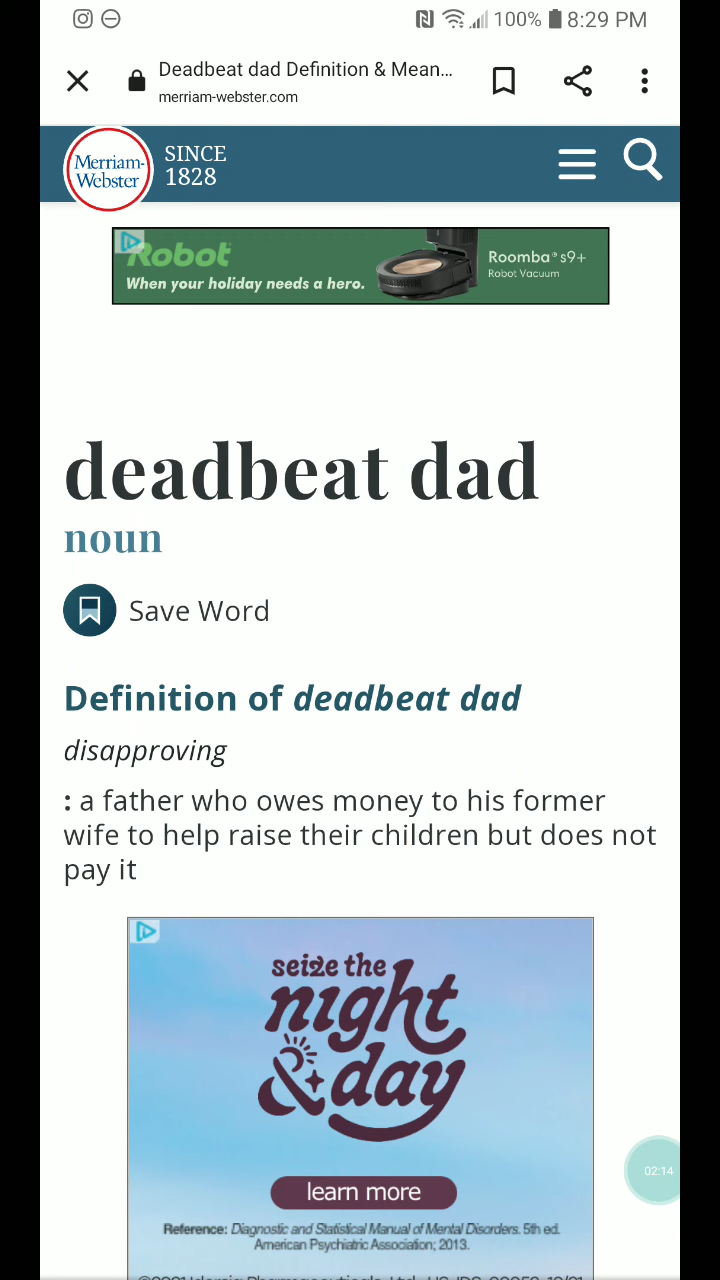 100% 8:29 PM
Deadbeat dad Definition & Mean...
merriam-webster.com
Merriam-
Webster
SINCE
1828
Robot
When your holiday needs a hero.
Roomba® s9+
Robot Vacuum
deadbeat dad
noun
Save Word
Definition of deadbeat dad
disapproving
: a father who owes money to his former
wife to help raise their children but does not
pay it
seize the
night
& day
learn more
Reference: Diagnostic and Statistical Manual of Mental Disorders. 5th ed.
American Psychiatric Association; 2013.
02:14